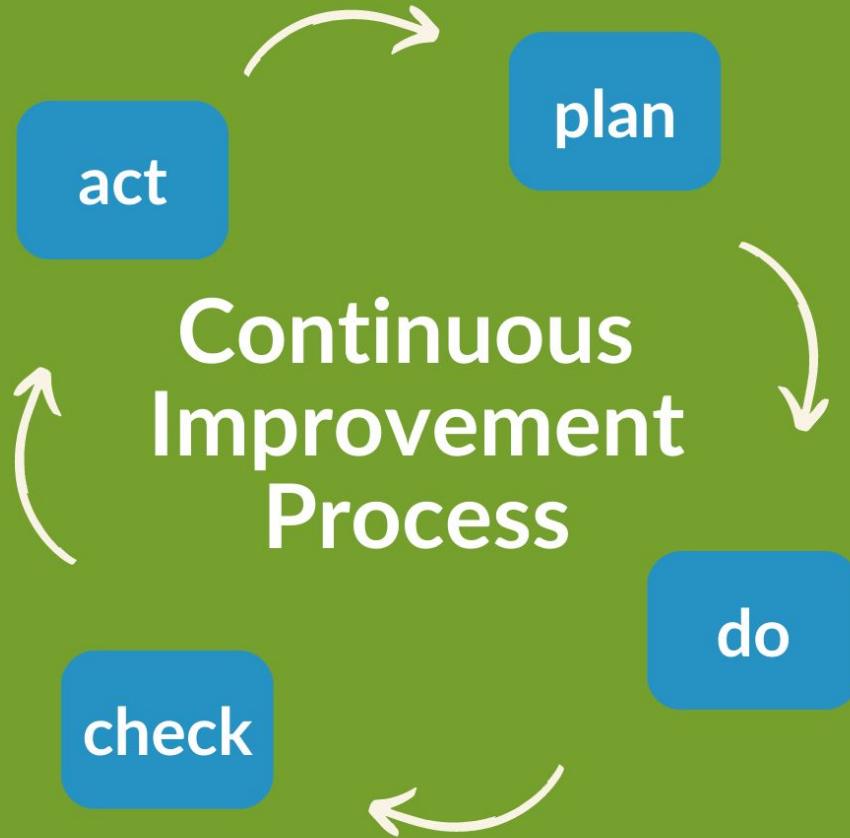 act
plan
Continuous
Improvement
Process
do
check